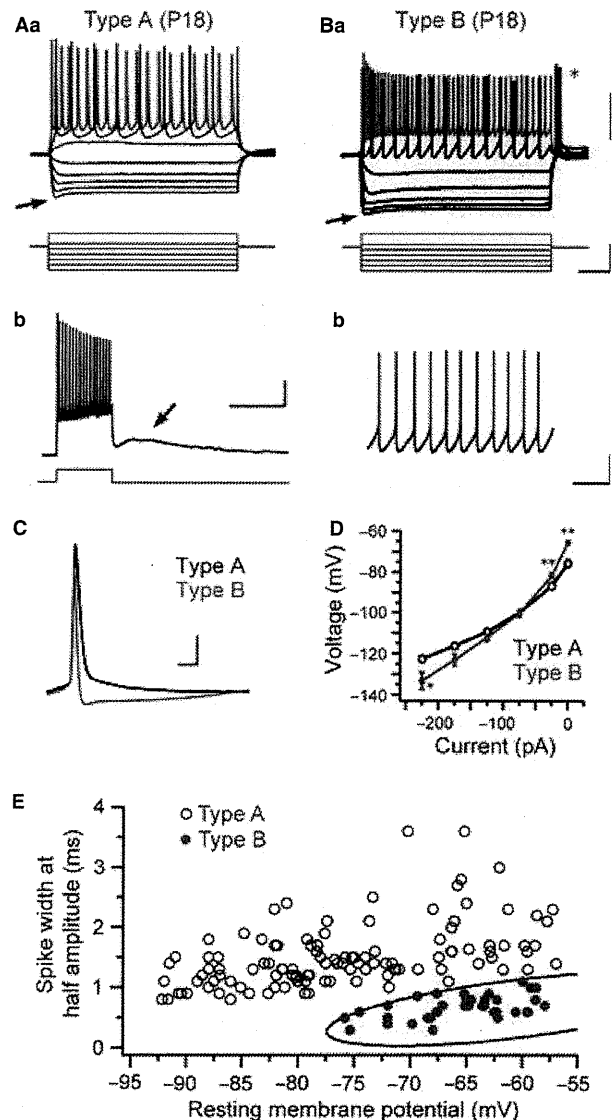 Aa Type A (P18)
Ba Type B (P18)
*
b
b
C
Type A
Type B
D
-60
-80
-100
-120
-140
Voltage (mV)
**
**
*
Type A
Type B
-200
-100
0
Current (pA)
E
4
3
2
1
0
Spike width at
half amplitude (ms)
Type A
Type B
-95
-90
-85
-80
-75
-70
-65
-60
-55
Resting membrane potential (mV)